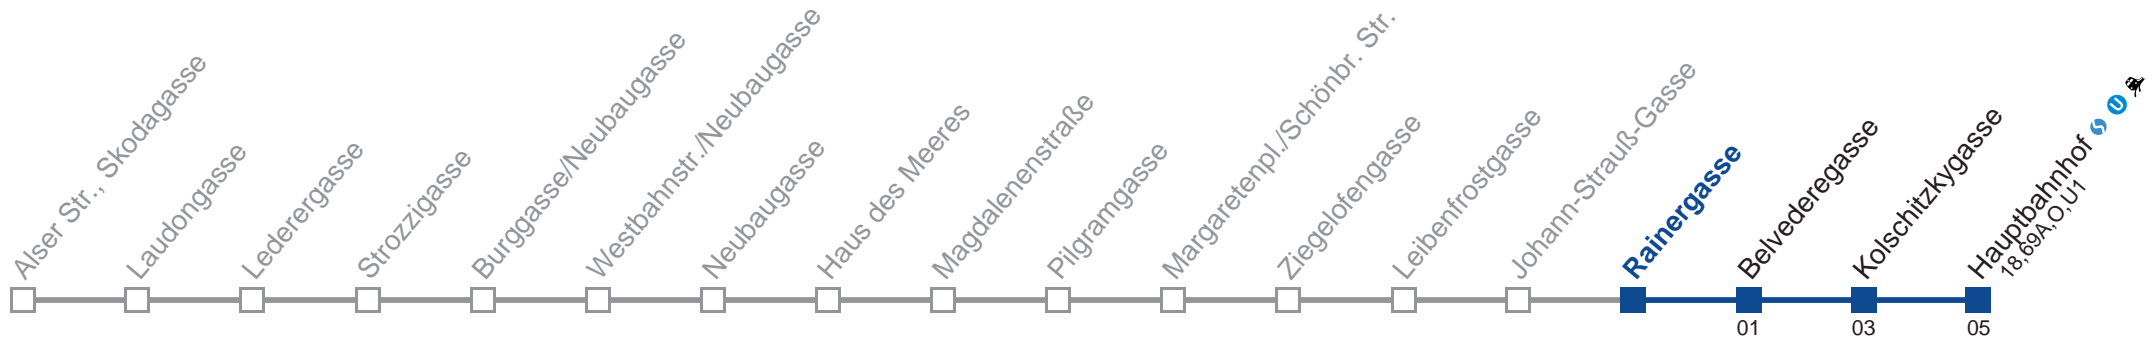 Alser Str., Skodagasse
Laudongasse
Lederergasse
Strozzigasse
Burggasse/Neubaugasse
Westbahnstr./Neubaugasse
Neubaugasse
Haus des Meeres
Magdalenenstraße
Pilgramgasse
Margaretenpl./Schönbr. Str.
Ziegelofengasse
Leibenfrostgasse
Johann-Strauß-Gasse
Rainergasse
Belvederegasse
Kolschitzkygasse
Hauptbahnhof S U
18,69A,O,U1
01
03
05